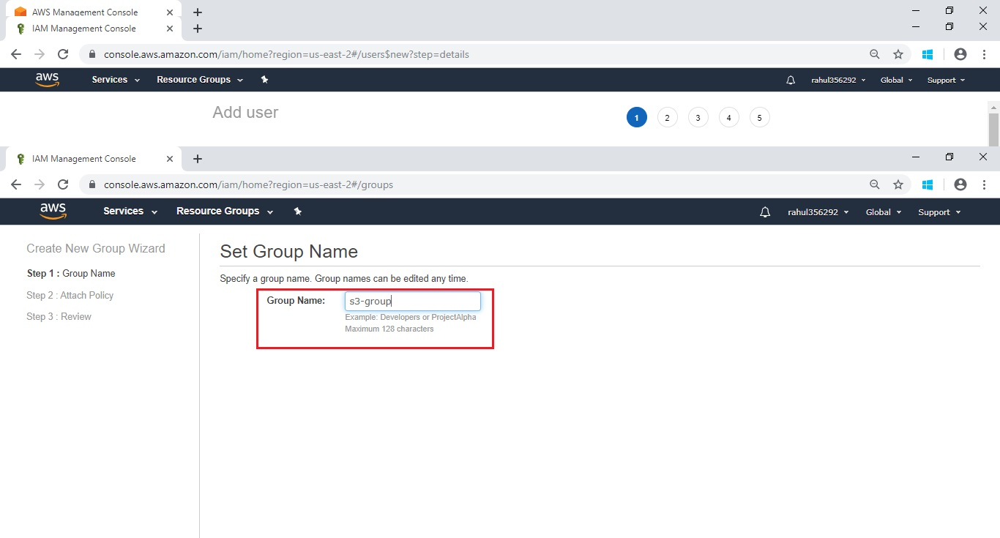 AWS Management Console
IAM Management Console
console.aws.amazon.com/iam/home?region=us-east-2#/users$new?step=details
aws Services Resource Groups rahul356292 Global Support
Add user 1 2 3 4 5
IAM Management Console
console.aws.amazon.com/iam/home?region=us-east-2#/groups
aws Services Resource Groups rahul356292 Global Support
Create New Group Wizard
Step 1 : Group Name
Step 2 : Attach Policy
Step 3 : Review
Set Group Name
Specify a group name. Group names can be edited any time.
Group Name: s3-group
Example: Developers or ProjectAlpha
Maximum 128 characters